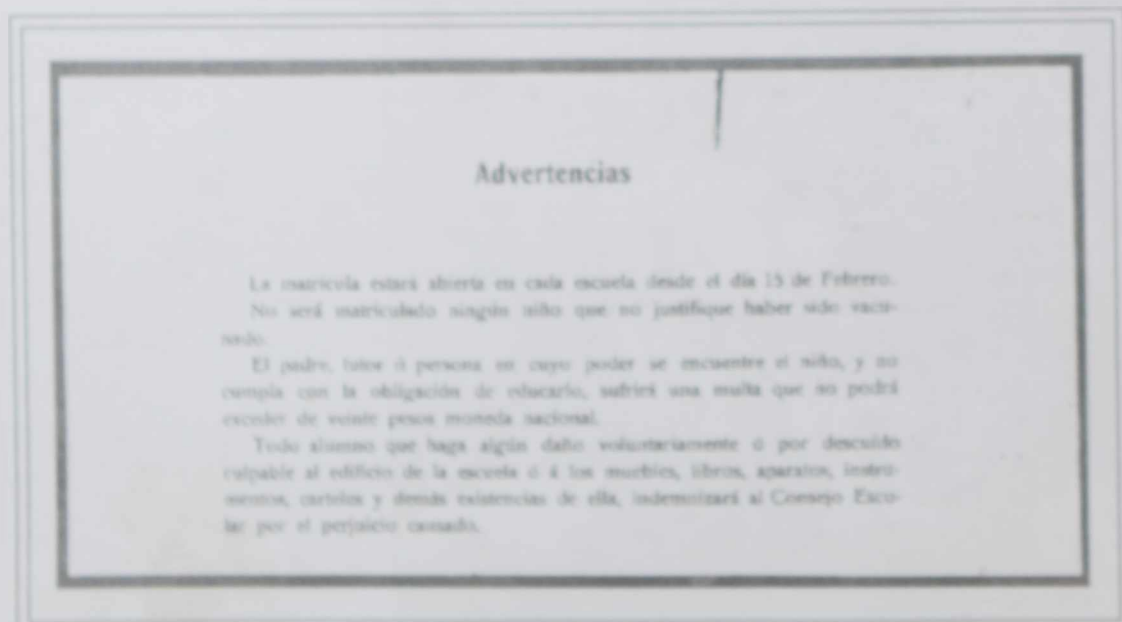 Advertencias
La matrícula estará abierta en cada escuela desde el día 15 de Febrero.
No será matriculado ningún niño que no justifique haber sido vacu-
nado.
El padre, tutor ó persona en cuyo poder se encuentre el niño, y no
cumpla con la obligación de educarlo, sufrirá una multa que no podrá
exceder de veinte pesos moneda nacional.
Todo alumno que haga algún daño voluntariamente ó por descuido
culpable al edificio de la escuela ó á los muebles, libros, aparatos, instru-
mentos, carteles y demás existencias de ella, indemnizará al Consejo Esco-
lar por el perjuicio causado.